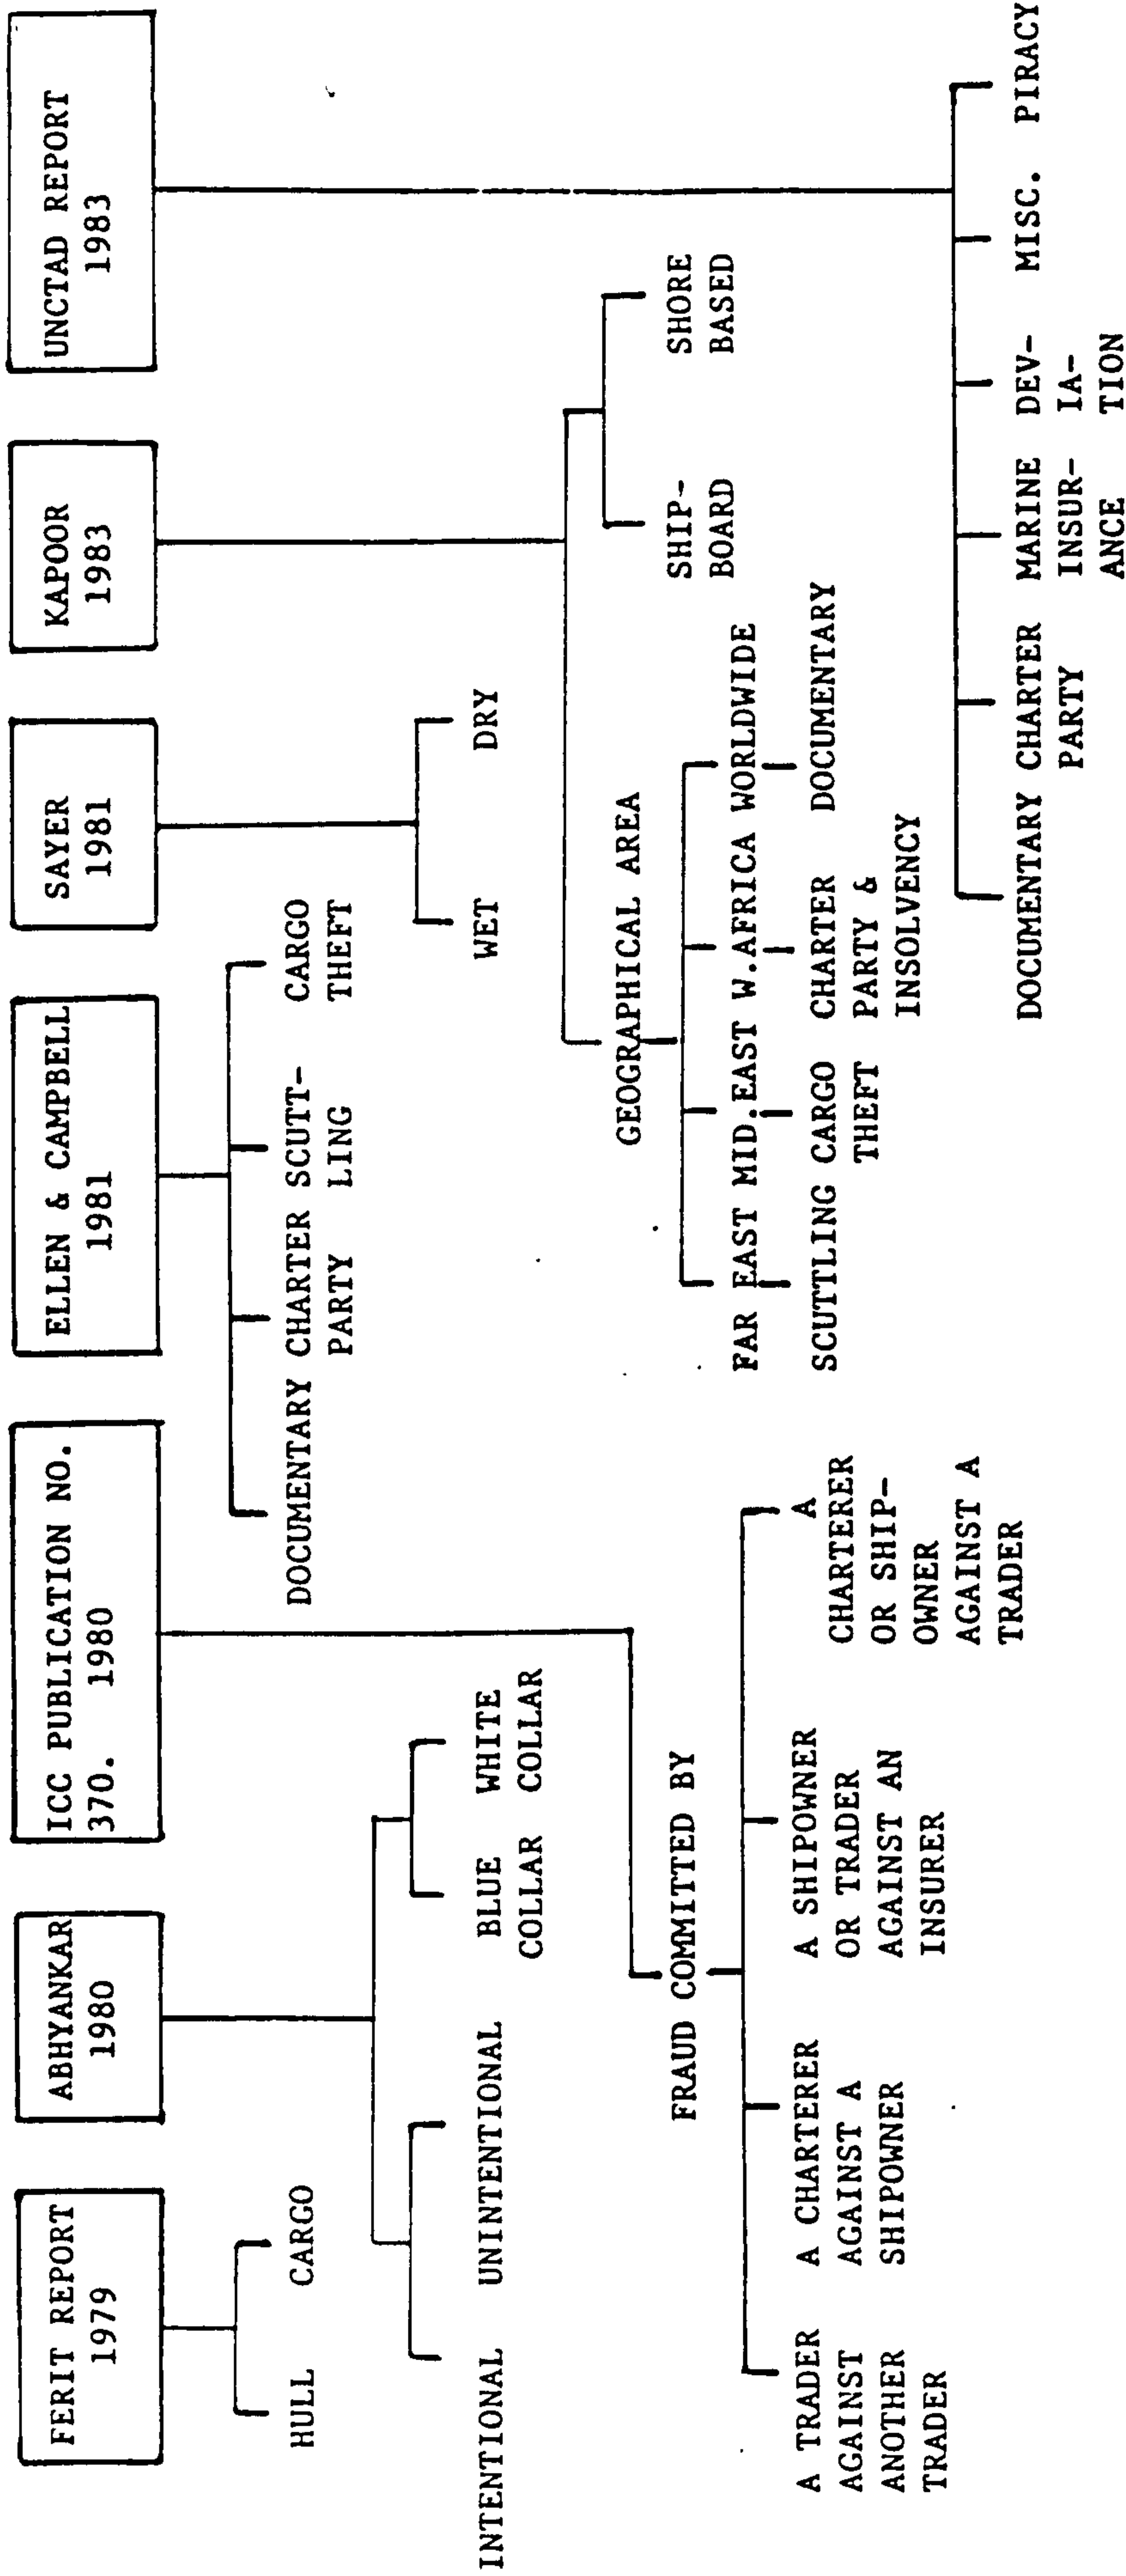 FERIT REPORT
1979
HULL
CARGO
ABHYANKAR
1980
INTENTIONAL
UNINTENTIONAL
BLUE
COLLAR
WHITE
COLLAR
ICC PUBLICATION NO.
370. 1980
FRAUD COMMITTED BY
A TRADER
AGAINST
ANOTHER
TRADER
A CHARTERER
AGAINST A
SHIPOWNER
A SHIPOWNER
OR TRADER
AGAINST AN
INSURER
A
CHARTERER
OR SHIP-
OWNER
AGAINST A
TRADER
ELLEN & CAMPBELL
1981
DOCUMENTARY
CHARTER
PARTY
SCUTT-
LING
CARGO
THEFT
SAYER
1981
WET
DRY
KAPOOR
1983
GEOGRAPHICAL AREA
FAR EAST
SCUTTLING
MID.EAST
CARGO
THEFT
W.AFRICA
CHARTER
PARTY &
INSOLVENCY
WORLDWIDE
DOCUMENTARY
SHIP-
BOARD
SHORE
BASED
UNCTAD REPORT
1983
DOCUMENTARY
CHARTER
PARTY
MARINE
INSUR-
ANCE
DEV-
IA-
TION
MISC.
PIRACY